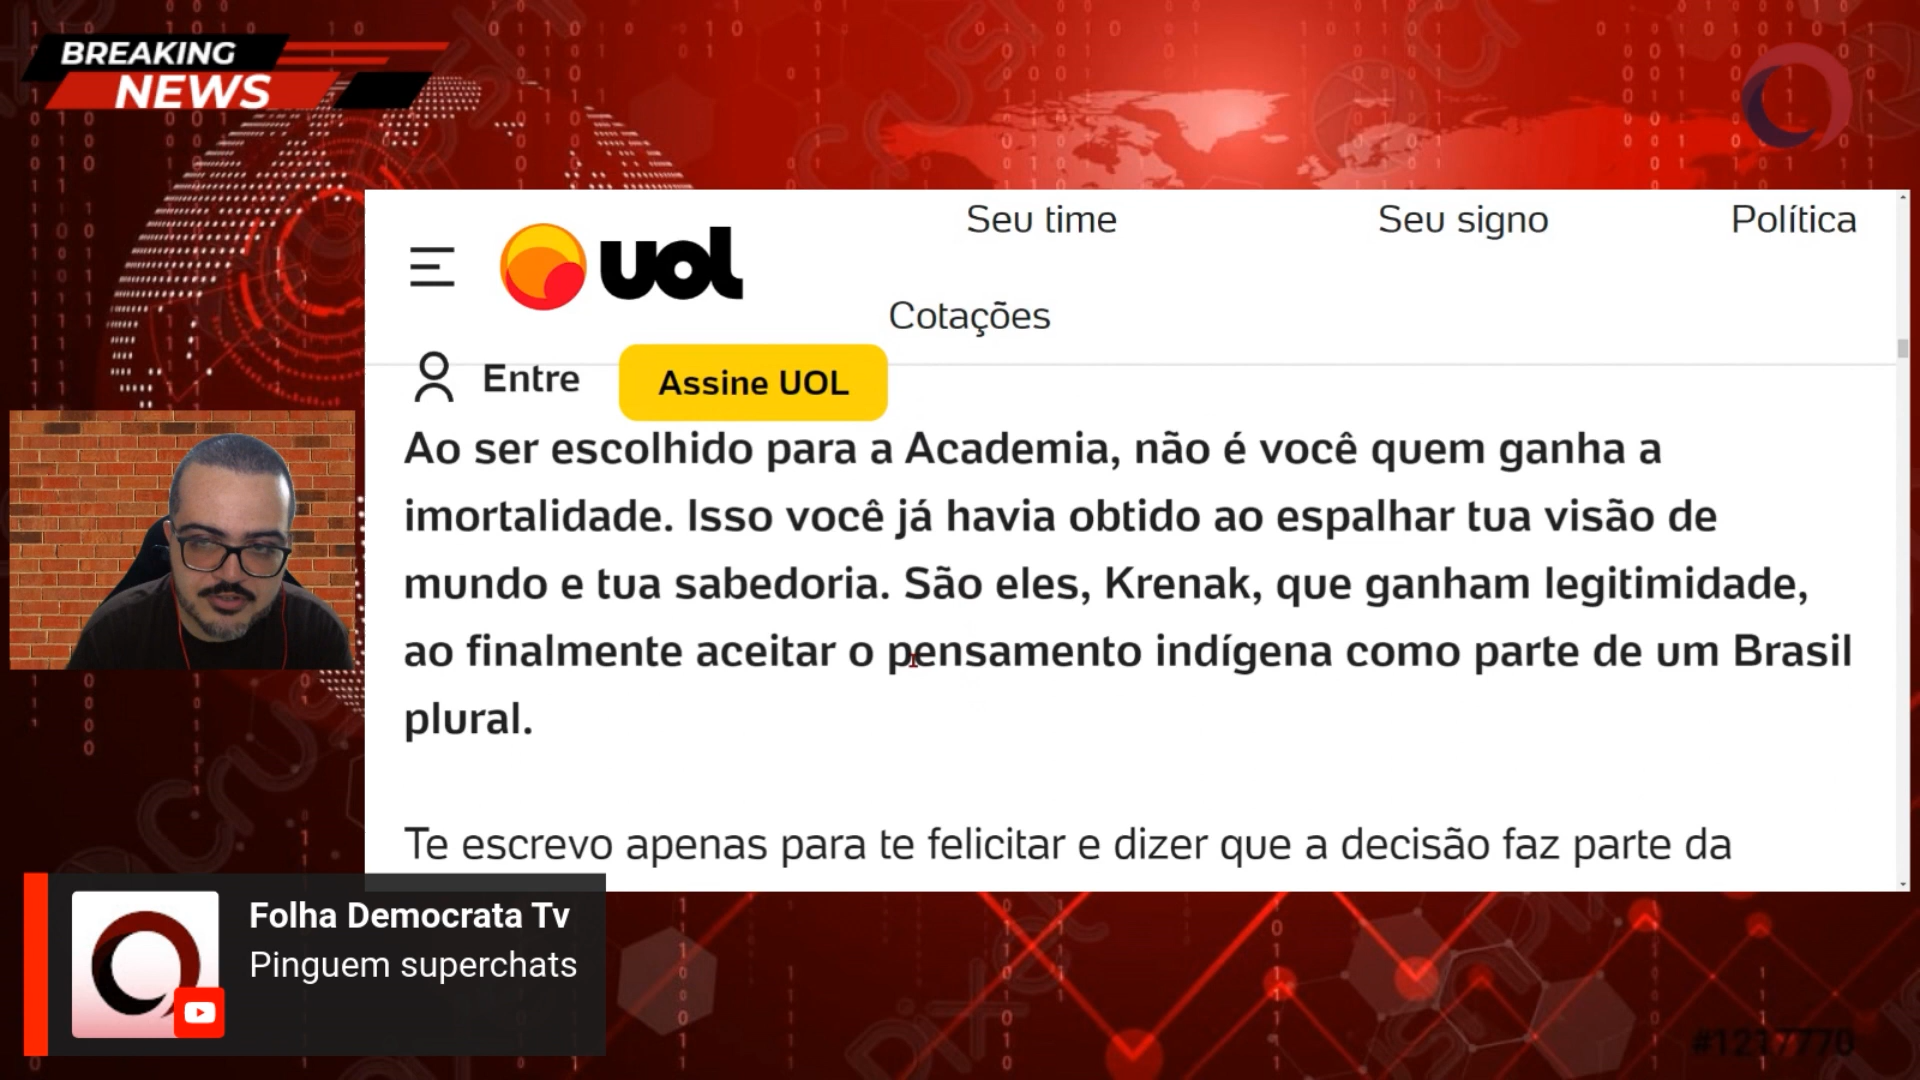 BREAKING
NEWS
Seu time
Seu signo
Política
uol
Cotações
Entre
Assine UOL
Ao ser escolhido para a Academia, não é você quem ganha a
imortalidade. Isso você já havia obtido ao espalhar tua visão de
mundo e tua sabedoria. São eles, Krenak, que ganham legitimidade,
ao finalmente aceitar o pensamento indígena como parte de um Brasil
plural.
Te escrevo apenas para te felicitar e dizer que a decisão faz parte da
Folha Democrata Tv
Pinguem superchats
#1217770